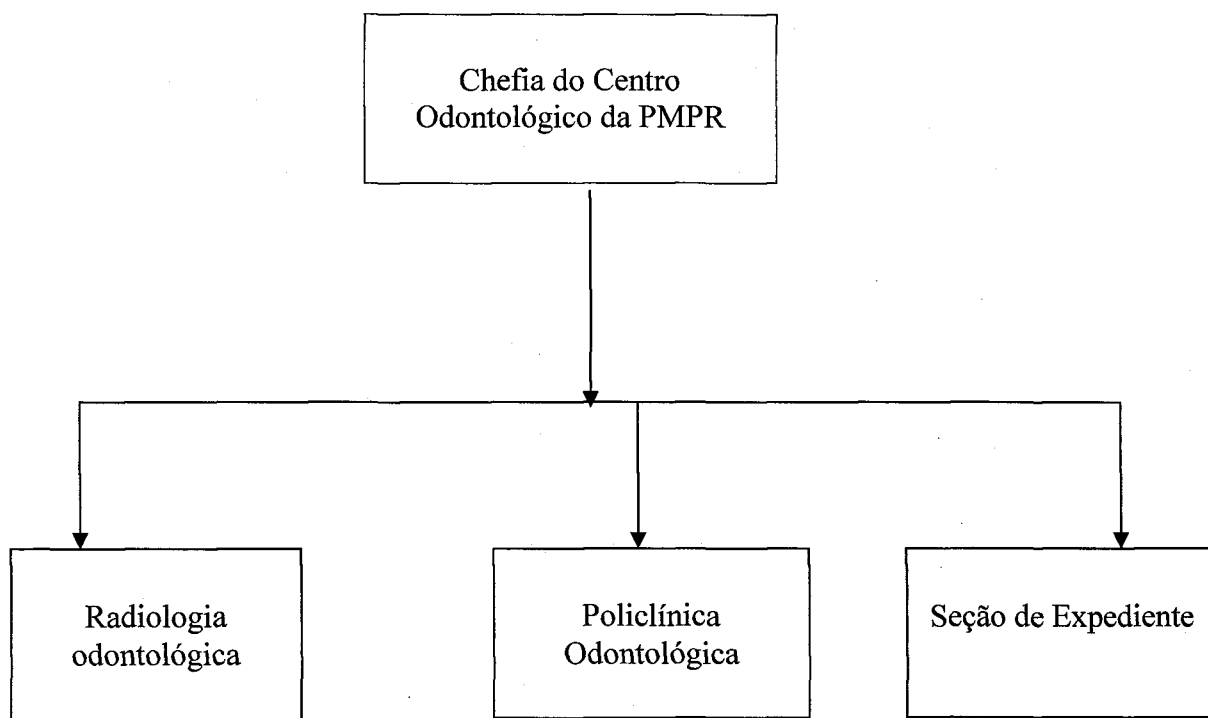 Chefia do Centro
Odontológico da PMPR
Radiologia
odontológica
Policlínica
Odontológica
Seção de Expediente